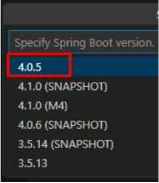 Specify Spring Boot version.
4.0.5
4.1.0 (SNAPSHOT)
4.1.0 (M4)
4.0.6 (SNAPSHOT)
3.5.14 (SNAPSHOT)
3.5.13